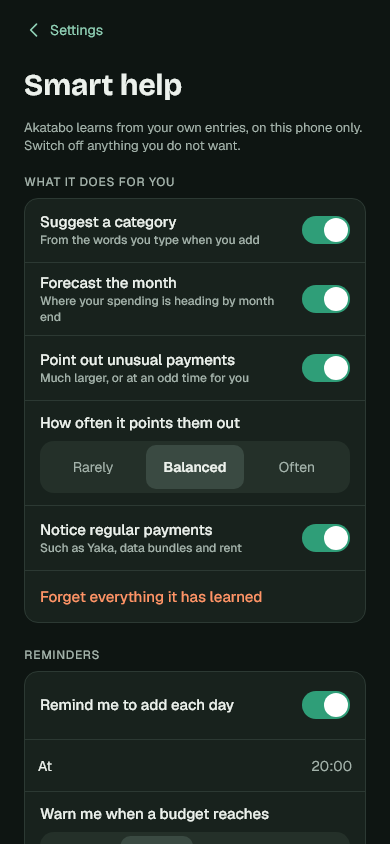 Settings
Smart help
Akatabo learns from your own entries, on this phone only.
Switch off anything you do not want.
WHAT IT DOES FOR YOU
Suggest a category
From the words you type when you add
Forecast the month
Where your spending is heading by month
end
Point out unusual payments
Much larger, or at an odd time for you
How often it points them out
Rarely Balanced Often
Notice regular payments
Such as Yaka, data bundles and rent
Forget everything it has learned
REMINDERS
Remind me to add each day
At 20:00
Warn me when a budget reaches